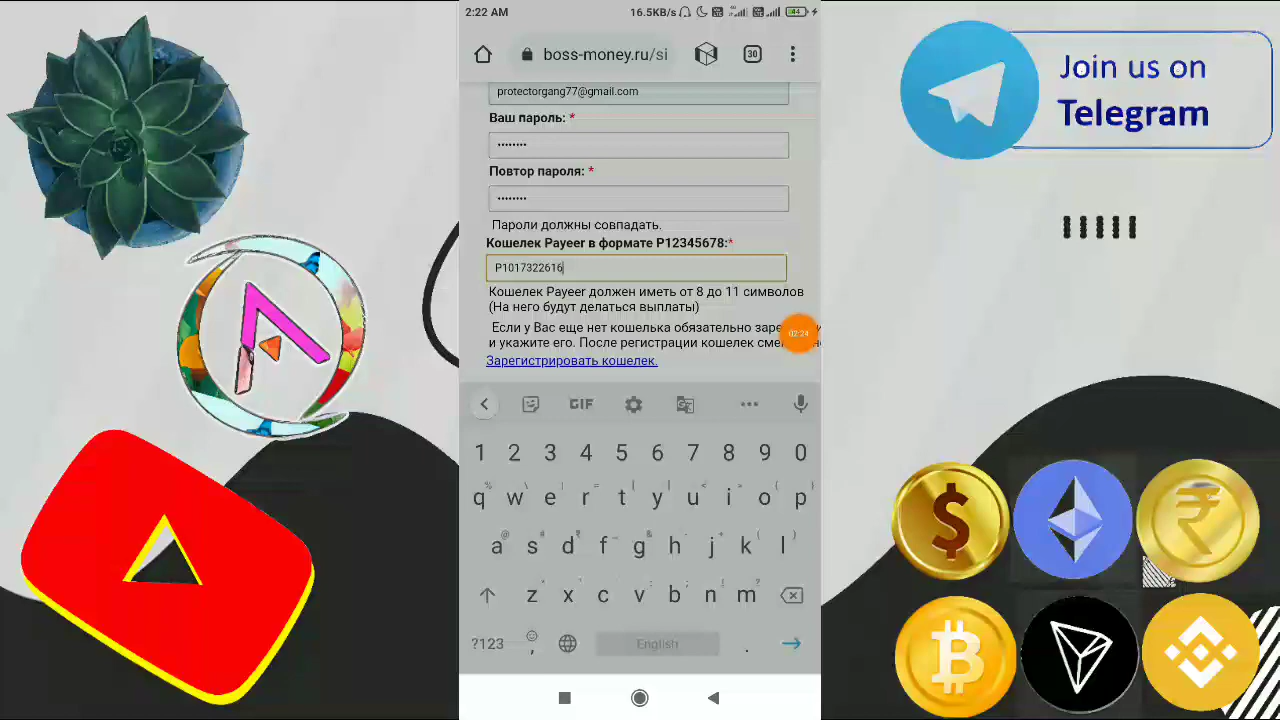 2:22 AM 16.5KB/s 44
boss-money.ru/si 30
Join us on
Telegram
protectorgang77@gmail.com
Ваш пароль: *
••••••••
Повтор пароля: *
••••••••
Пароли должны совпадать.
Кошелек Payeer в формате P12345678:*
P1017322616
Кошелек Payeer должен иметь от 8 до 11 символов
(На него будут делаться выплаты)
Если у Вас еще нет кошелька обязательно заре
и укажите его. После регистрации кошелек сме
02:24
Зарегистрировать кошелек.
GIF
1 2 3 4 5 6 7 8 9 0
q w e r t y u i o p
a s d f g h j k l
z x c v b n m
?123 , English .